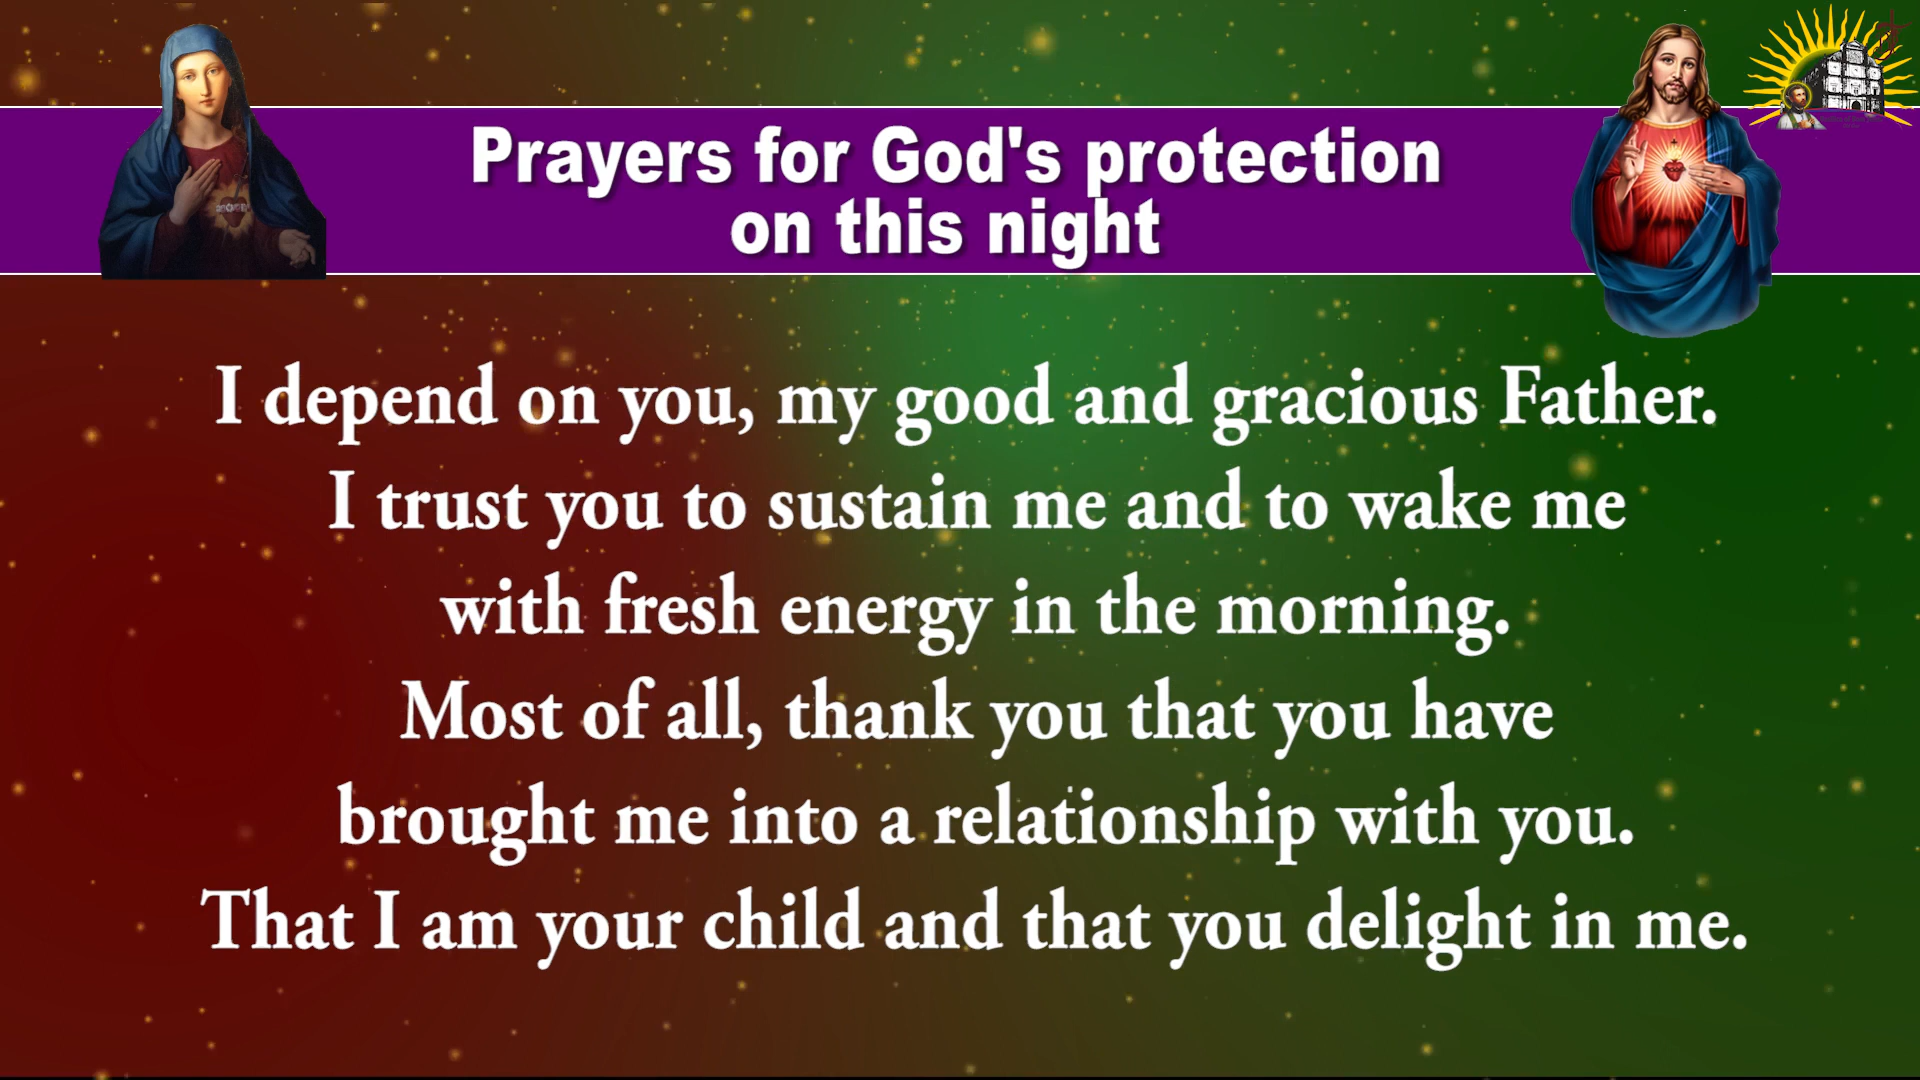 Prayers for God's protection
on this night
I depend on you, my good and gracious Father.
I trust you to sustain me and to wake me
with fresh energy in the morning.
Most of all, thank you that you have
brought me into a relationship with you.
That I am your child and that you delight in me.